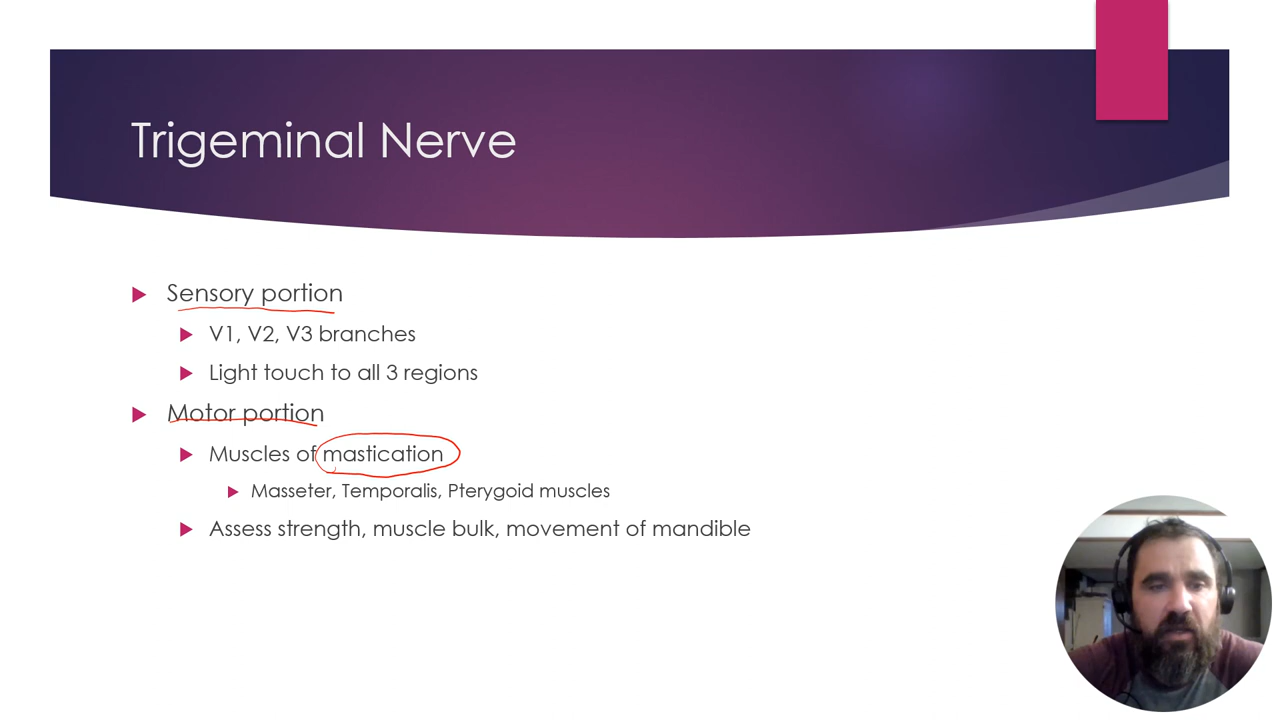 Trigeminal Nerve
Sensory portion
V1, V2, V3 branches
Light touch to all 3 regions
Motor portion
Muscles of mastication
Masseter, Temporalis, Pterygoid muscles
Assess strength, muscle bulk, movement of mandible